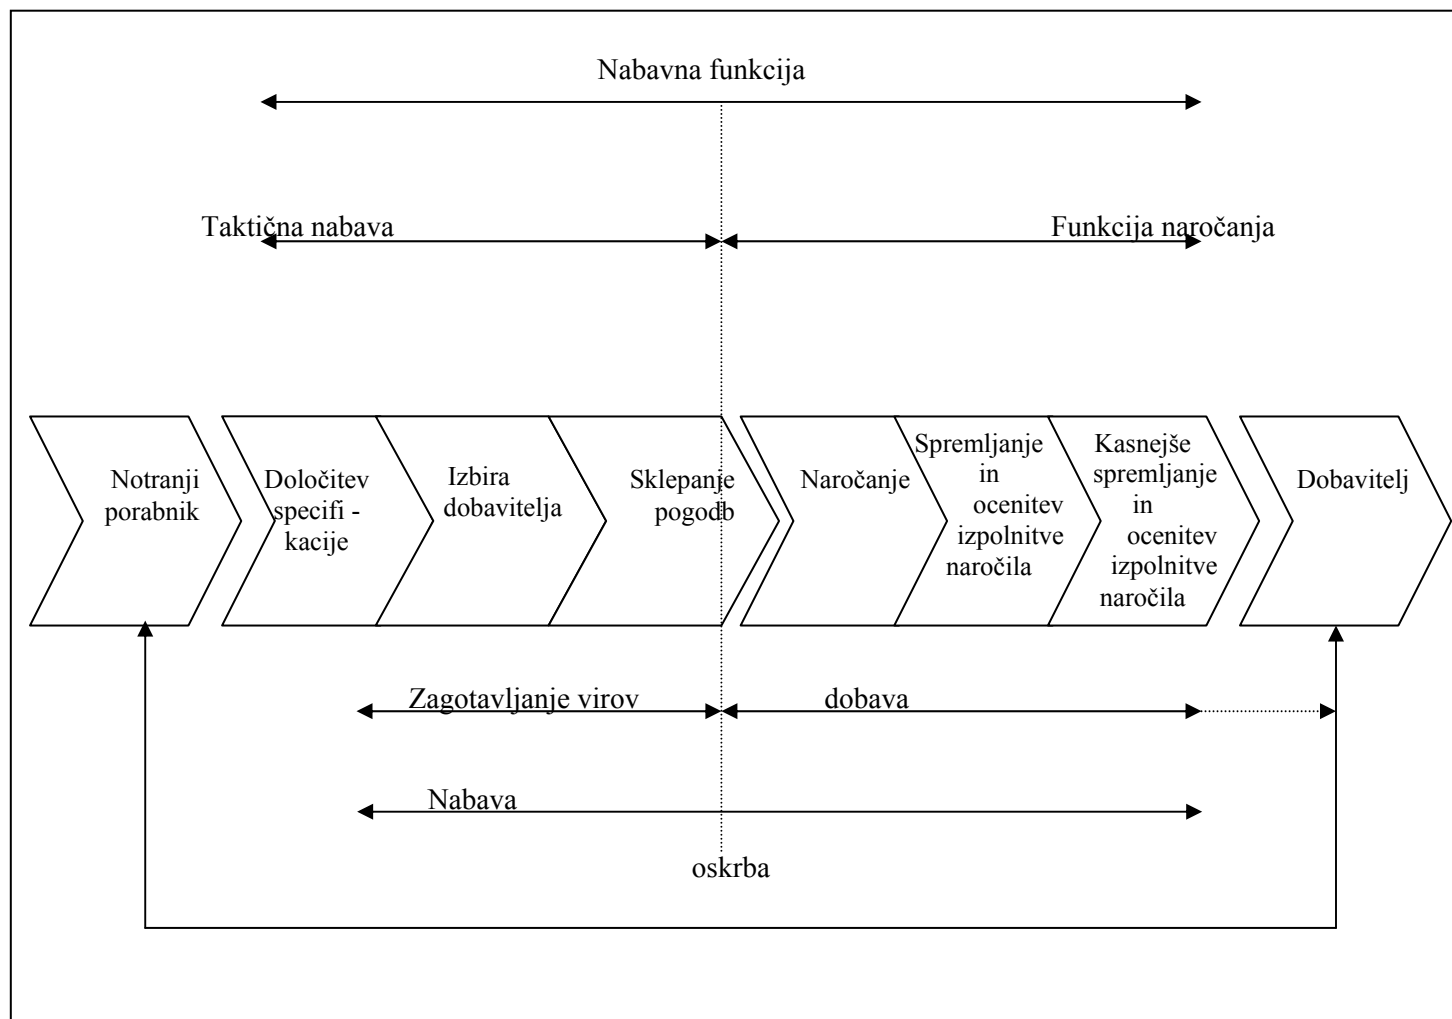 Nabavna funkcija
Taktična nabava
Funkcija naročanja
Notranji
porabnik
Določitev
specifi -
kacije
Izbira
dobavitelja
Sklepanje
pogodb
Naročanje
Spremljanje
in
ocenitev
izpolnitve
naročila
Kasnejše
spremljanje
in
ocenitev
izpolnitve
naročila
Dobavitelj
Zagotavljanje virov
dobava
Nabava
oskrba